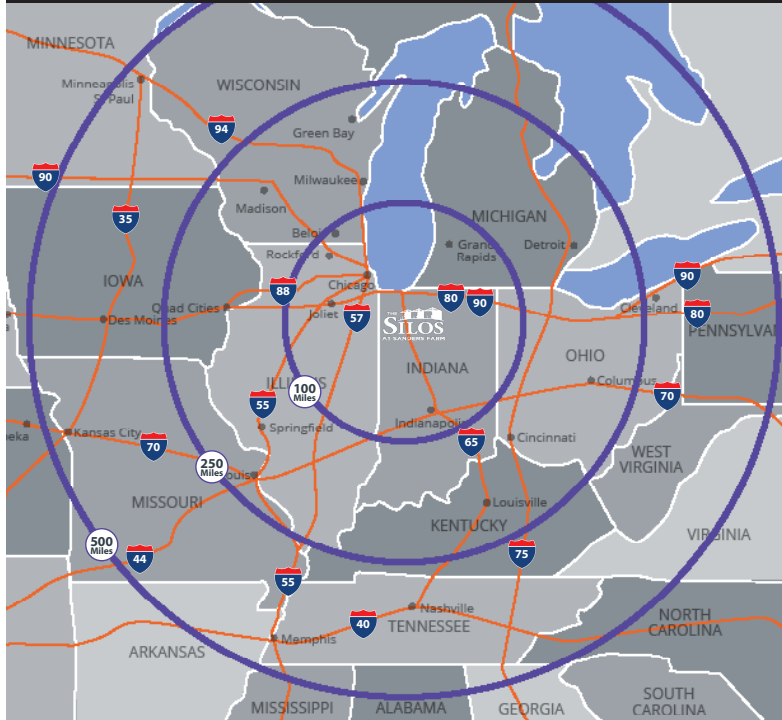 MINNESOTA
Minneapolis
St Paul
WISCONSIN
94
Green Bay
90
Milwaukee
35
Madison
MICHIGAN
Beloi
Grand
Rapids
Detroit
Rockford
IOWA
Chicago
88
80
90
90
Quad Cities
Joliet
57
Cleveland
80
Des Moines
THE
SILOS
AT SANDERS FARM
PENNSYLVAN
OHIO
INDIANA
ILLINOIS
100
Miles
Columbus
70
55
Indianapolis
eka
Kansas City
Springfield
65
Cincinnati
70
250
Miles
ouis
WEST
VIRGINIA
MISSOURI
Louisville
KENTUCKY
VIRGINIA
500
Miles
44
75
55
Nashville
40
TENNESSEE
NORTH
CAROLINA
Memphis
ARKANSAS
MISSISSIPPI
ALABAMA
GEORGIA
SOUTH
CAROLINA